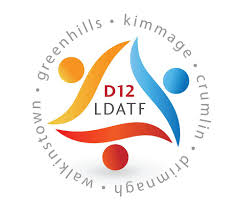 walkinstown · greenhills · kimmage · crumlin · drimnagh ·
D12
LDATF